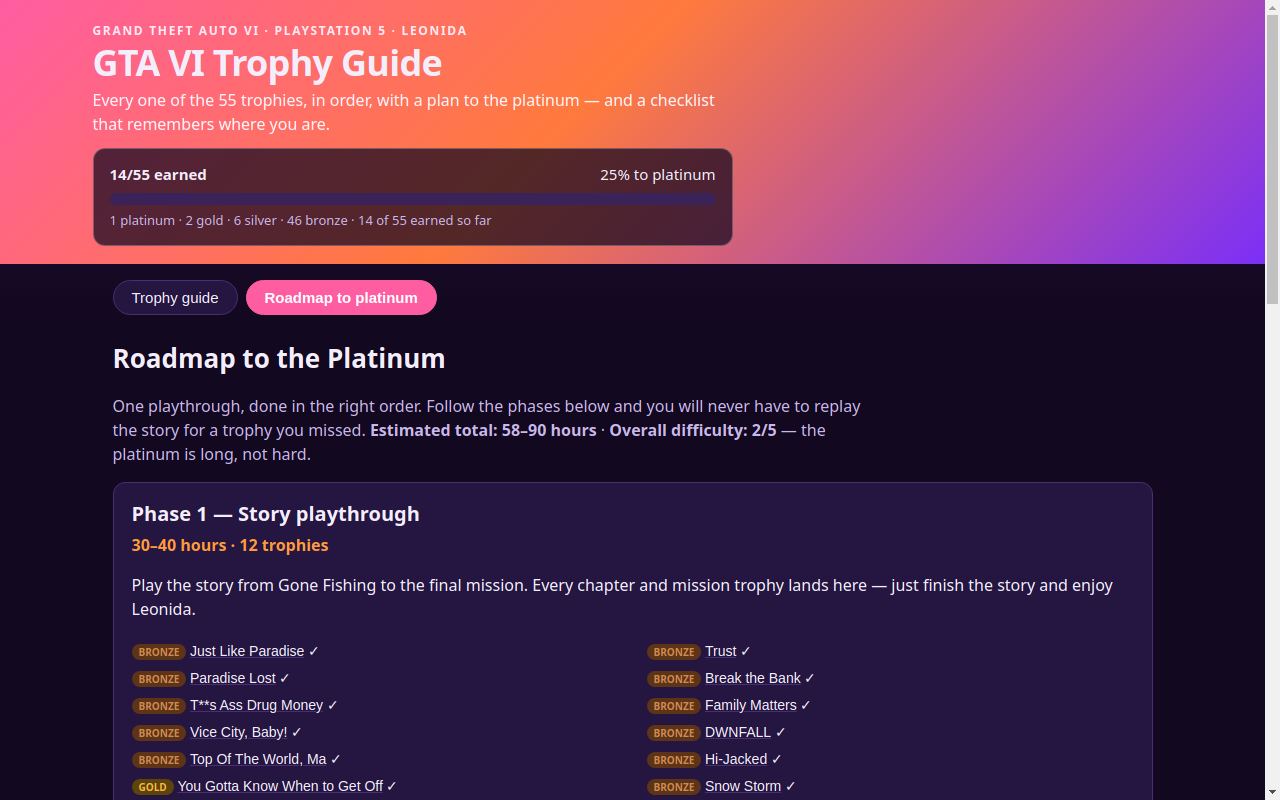 GRAND THEFT AUTO VI · PLAYSTATION 5 · LEONIDA
GTA VI Trophy Guide
Every one of the 55 trophies, in order, with a plan to the platinum — and a checklist
that remembers where you are.
14/55 earned
25% to platinum
1 platinum · 2 gold · 6 silver · 46 bronze · 14 of 55 earned so far
Trophy guide
Roadmap to platinum
Roadmap to the Platinum
One playthrough, done in the right order. Follow the phases below and you will never have to replay
the story for a trophy you missed. Estimated total: 58–90 hours · Overall difficulty: 2/5 — the
platinum is long, not hard.
Phase 1 — Story playthrough
30–40 hours · 12 trophies
Play the story from Gone Fishing to the final mission. Every chapter and mission trophy lands here — just finish the story and enjoy
Leonida.
BRONZE Just Like Paradise ✓
BRONZE Trust ✓
BRONZE Paradise Lost ✓
BRONZE Break the Bank ✓
BRONZE T**s Ass Drug Money ✓
BRONZE Family Matters ✓
BRONZE Vice City, Baby! ✓
BRONZE DWNFALL ✓
BRONZE Top Of The World, Ma ✓
BRONZE Hi-Jacked ✓
GOLD You Gotta Know When to Get Off ✓
BRONZE Snow Storm ✓